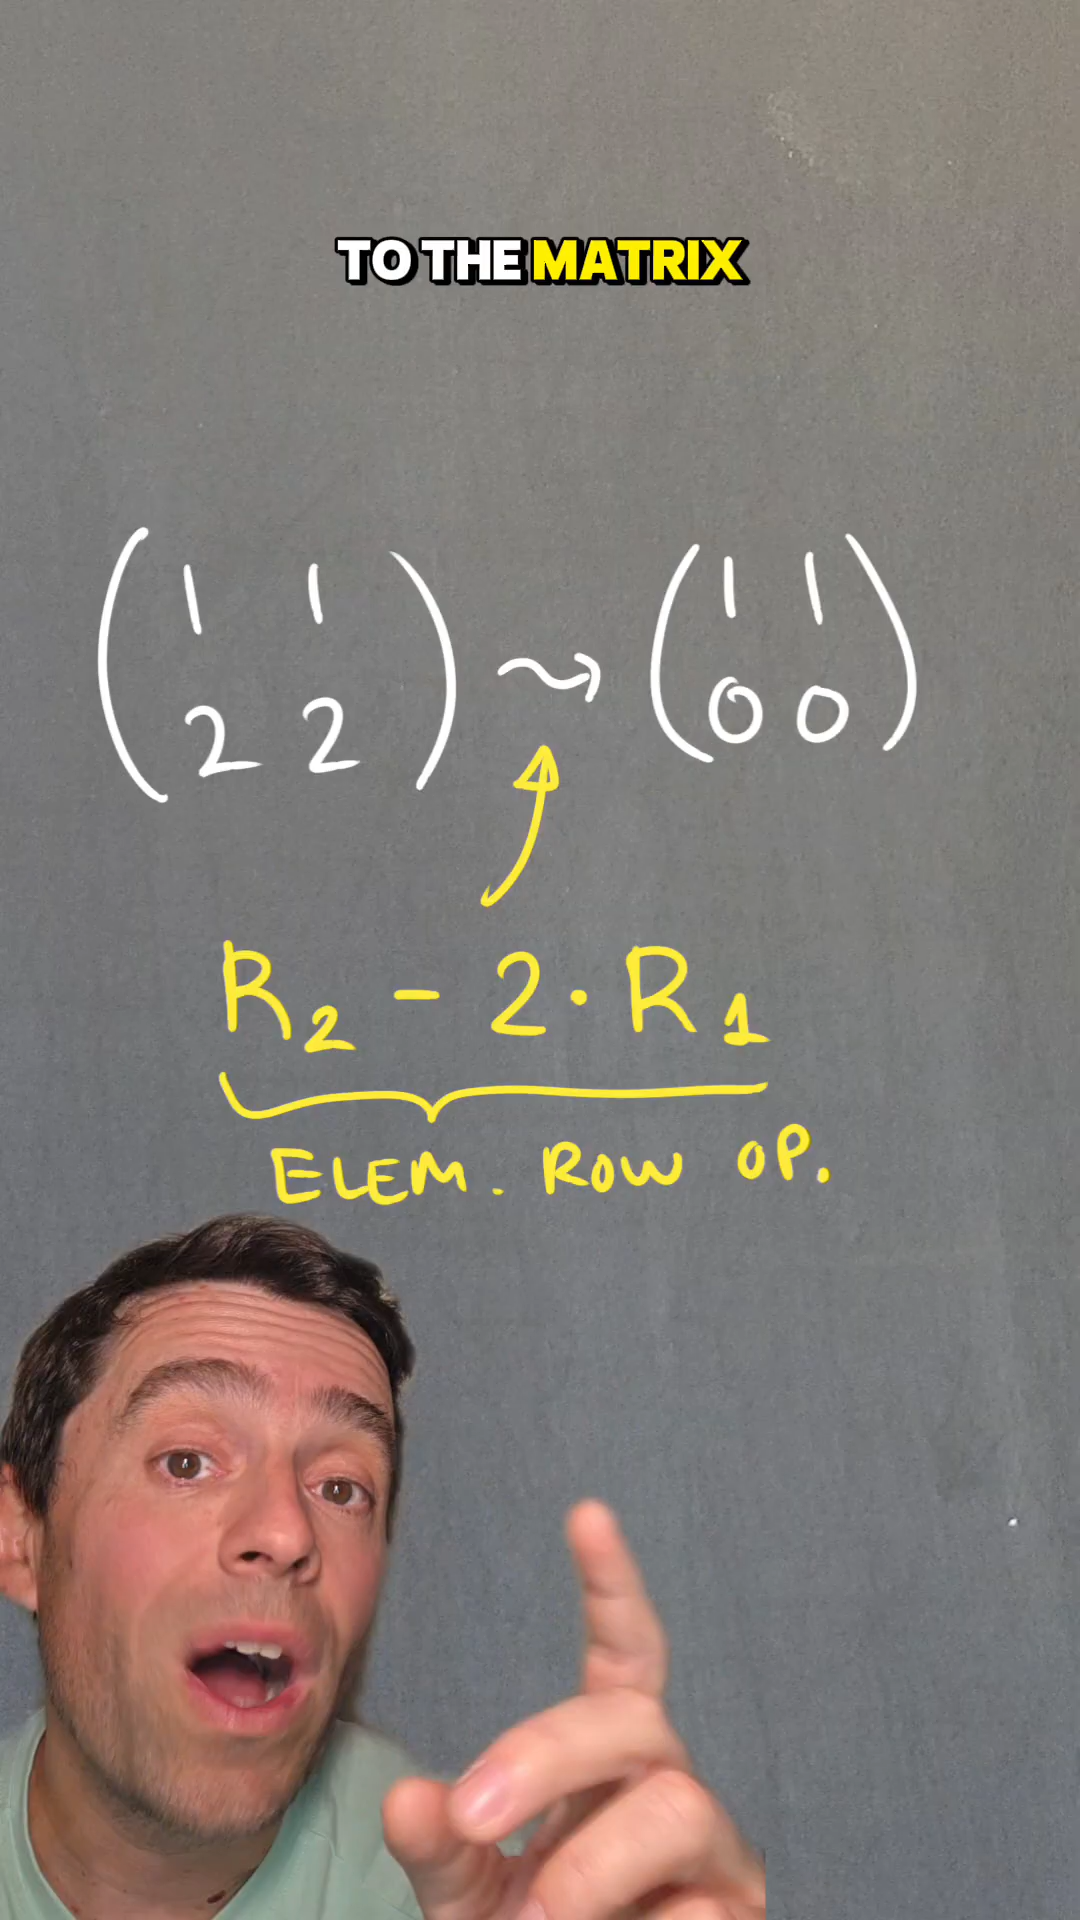 TO THE MATRIX
( 1 1 ) ⇝ ( 1 1 )
( 2 2 ) ( 0 0 )
R₂ - 2 · R₁
ELEM. ROW OP.